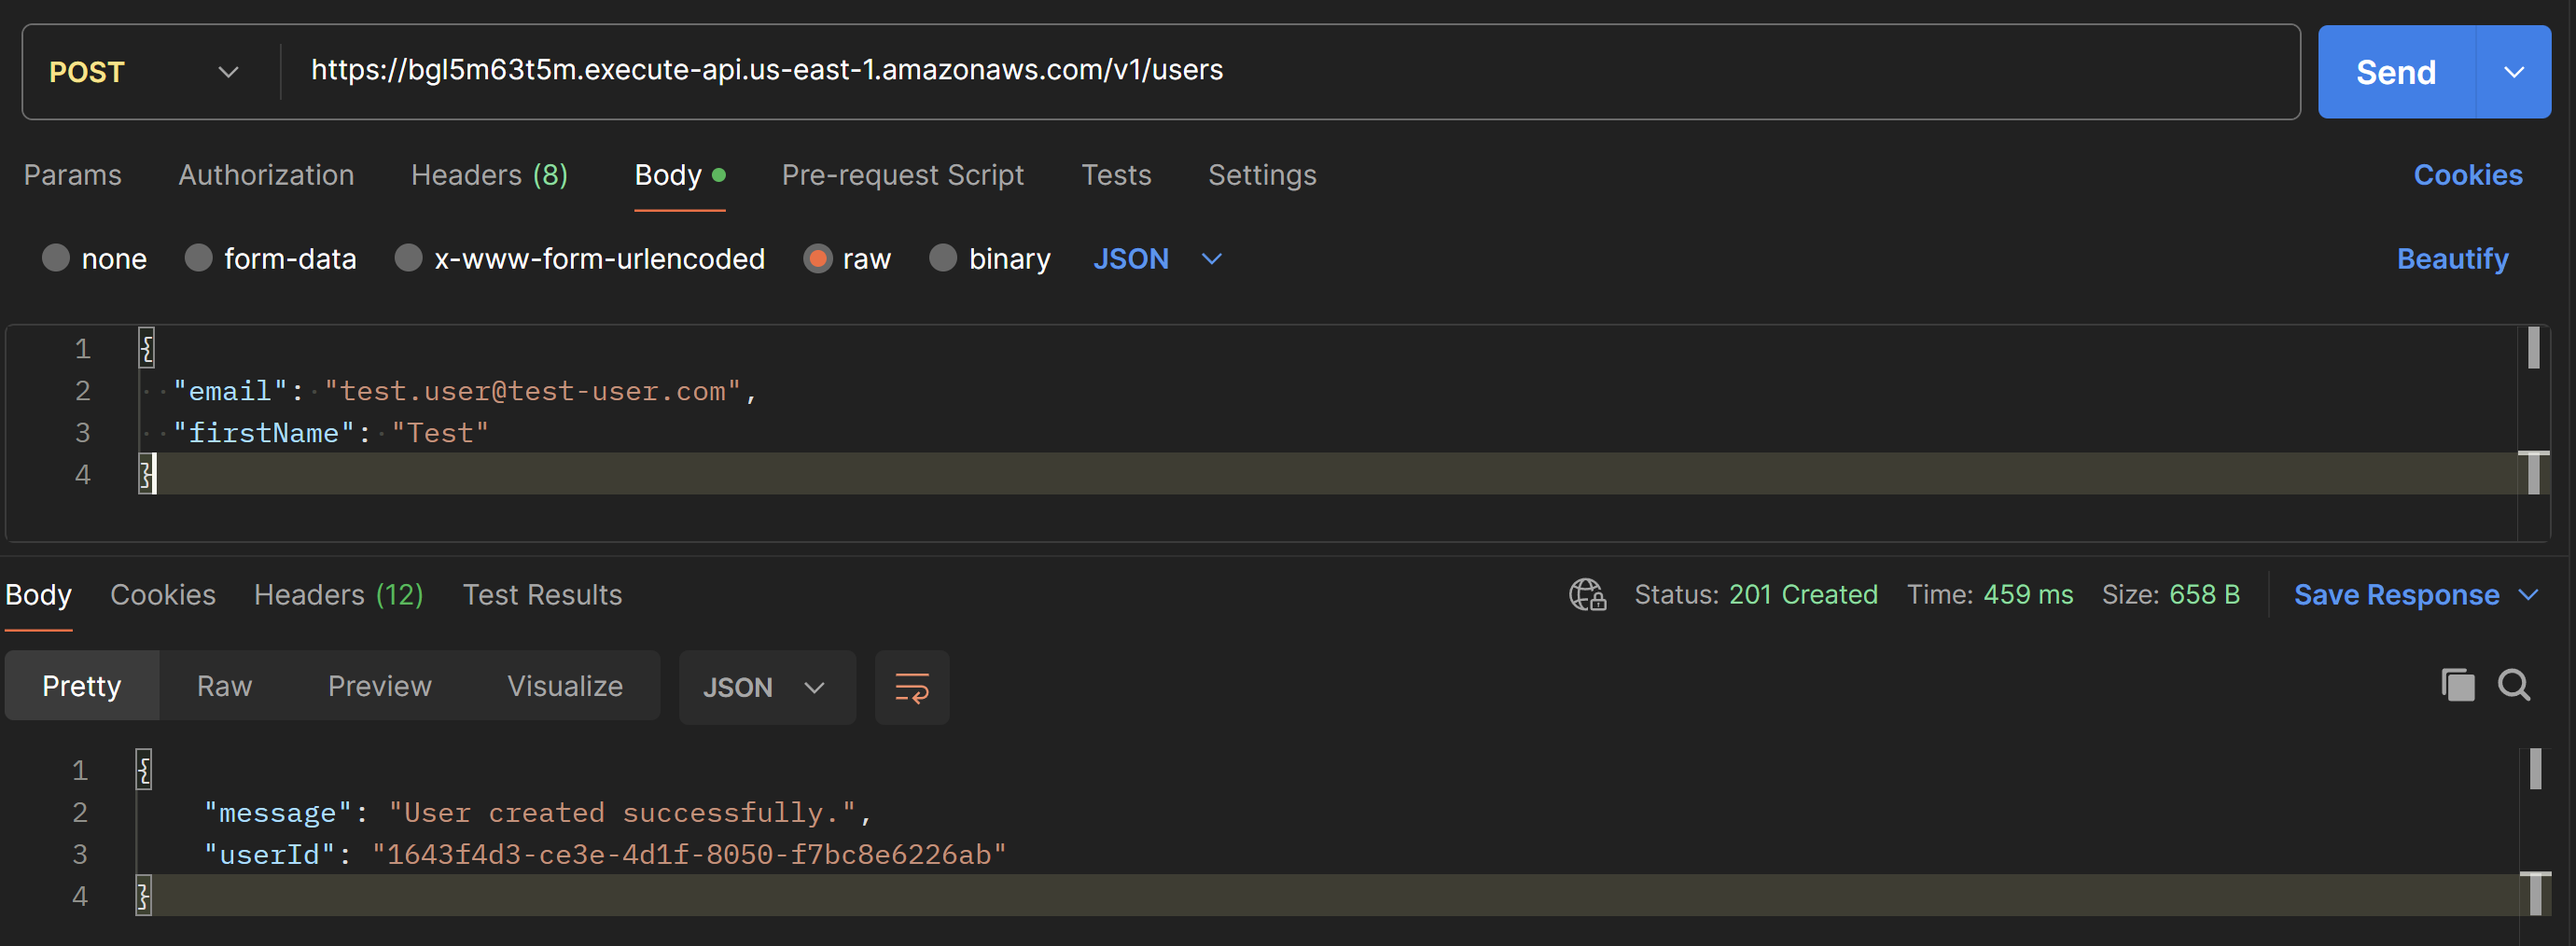 POST https://bgl5m63t5m.execute-api.us-east-1.amazonaws.com/v1/users Send
Params Authorization Headers (8) Body Pre-request Script Tests Settings Cookies
none form-data x-www-form-urlencoded raw binary JSON Beautify
1 {
2 "email": "test.user@test-user.com",
3 "firstName": "Test"
4 }
Body Cookies Headers (12) Test Results Status: 201 Created Time: 459 ms Size: 658 B Save Response
Pretty Raw Preview Visualize JSON
1 {
2 "message": "User created successfully.",
3 "userId": "1643f4d3-ce3e-4d1f-8050-f7bc8e6226ab"
4 }